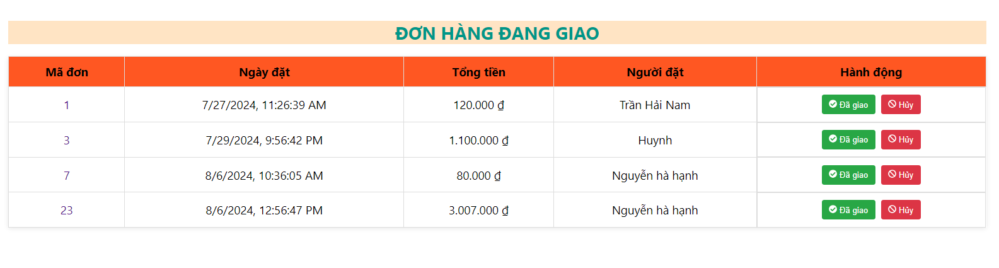 ĐƠN HÀNG ĐANG GIAO
Mã đơn Ngày đặt Tổng tiền Người đặt Hành động
1 7/27/2024, 11:26:39 AM 120.000 ₫ Trần Hải Nam Đã giao Hủy
3 7/29/2024, 9:56:42 PM 1.100.000 ₫ Huynh Đã giao Hủy
7 8/6/2024, 10:36:05 AM 80.000 ₫ Nguyễn hà hạnh Đã giao Hủy
23 8/6/2024, 12:56:47 PM 3.007.000 ₫ Nguyễn hà hạnh Đã giao Hủy